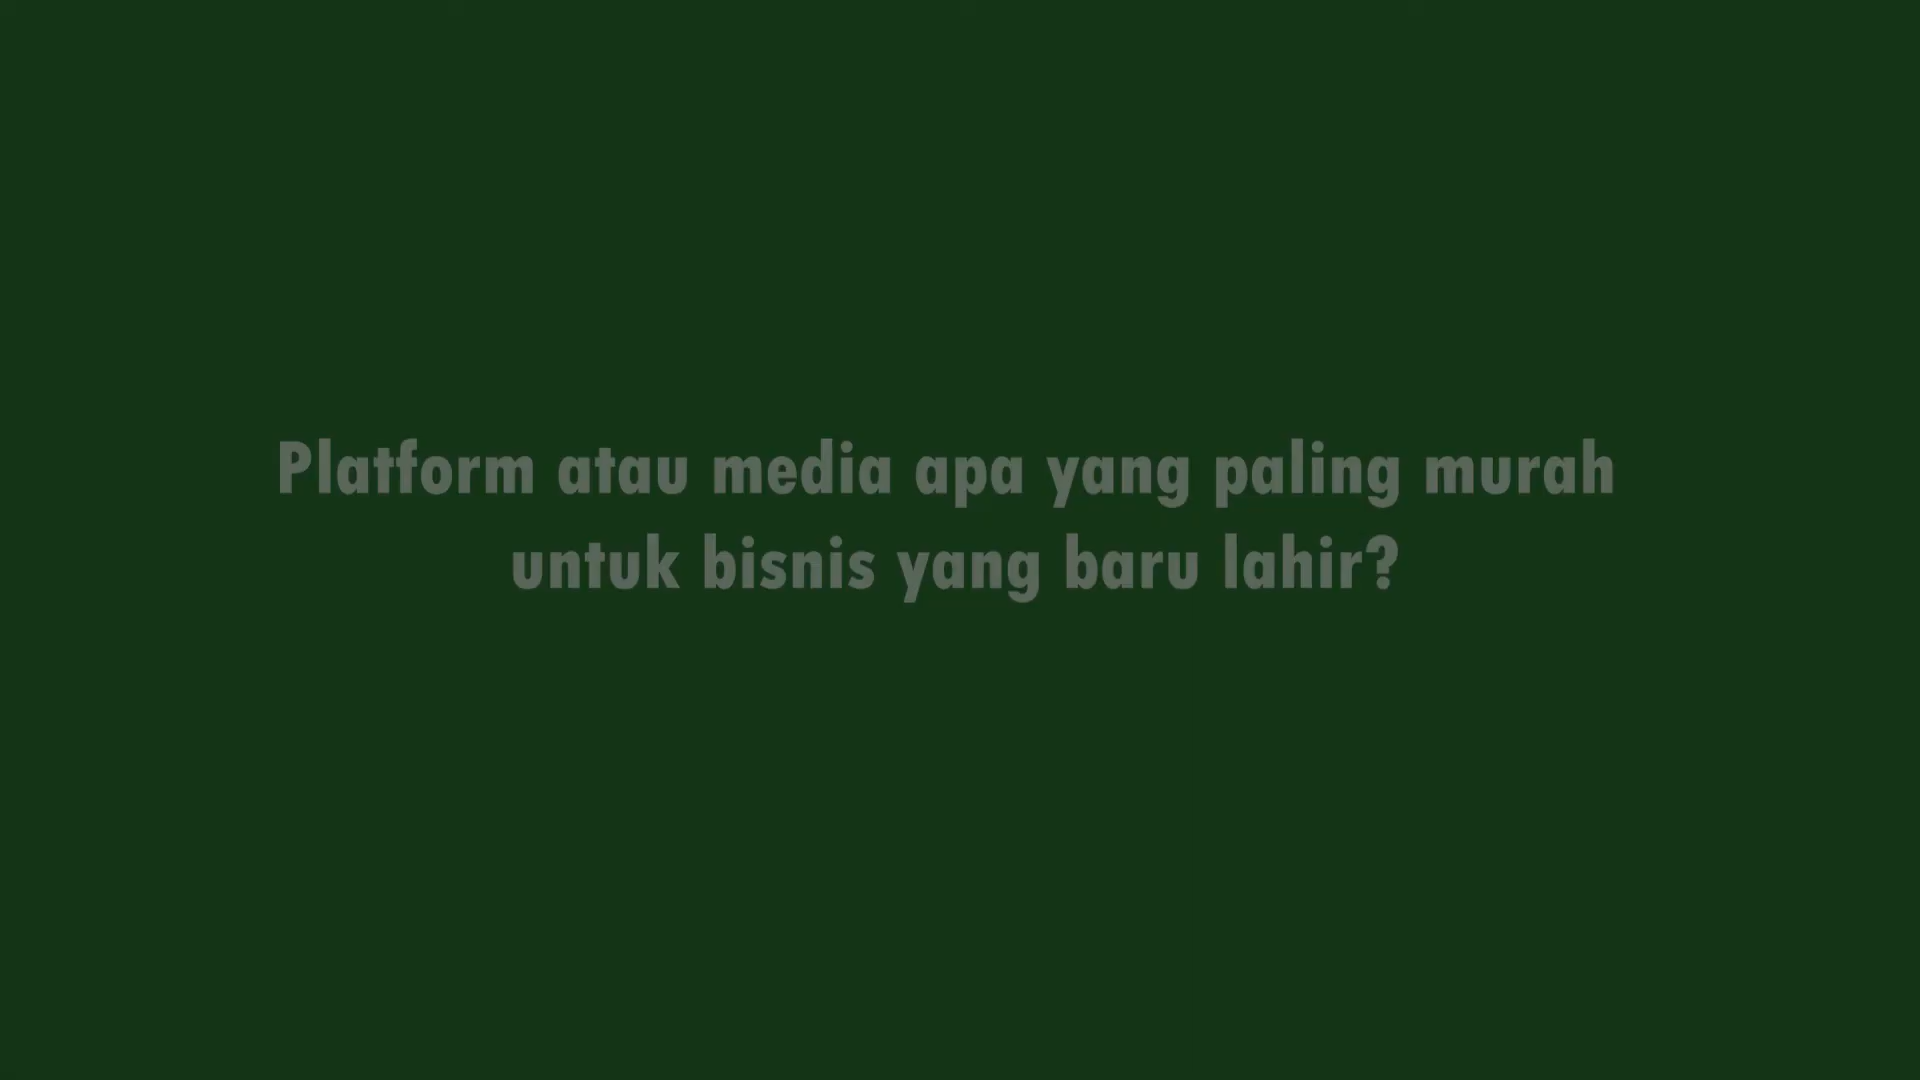 Platform atau media apa yang paling murah
untuk bisnis yang baru lahir?